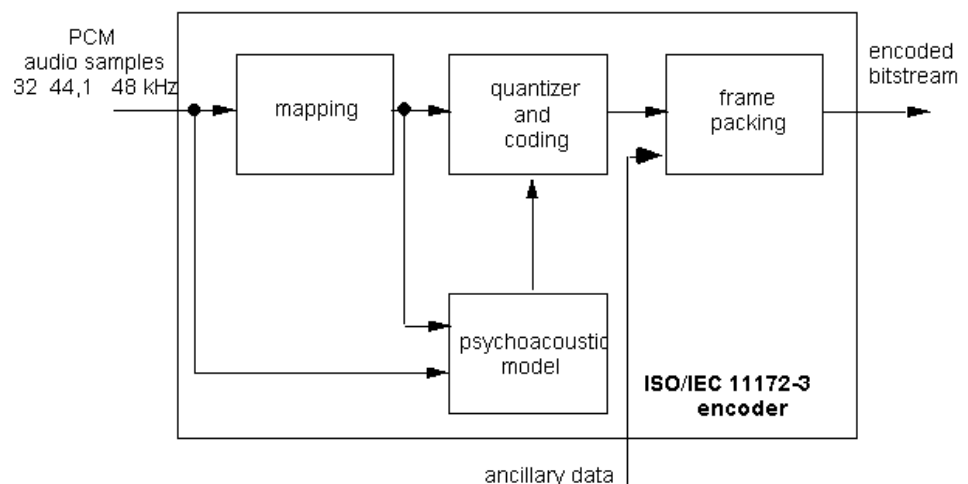 PCM
audio samples
32 44,1 48 kHz
mapping
quantizer
and
coding
frame
packing
encoded
bitstream
psychoacoustic
model
ISO/IEC 11172-3
encoder
ancillary data